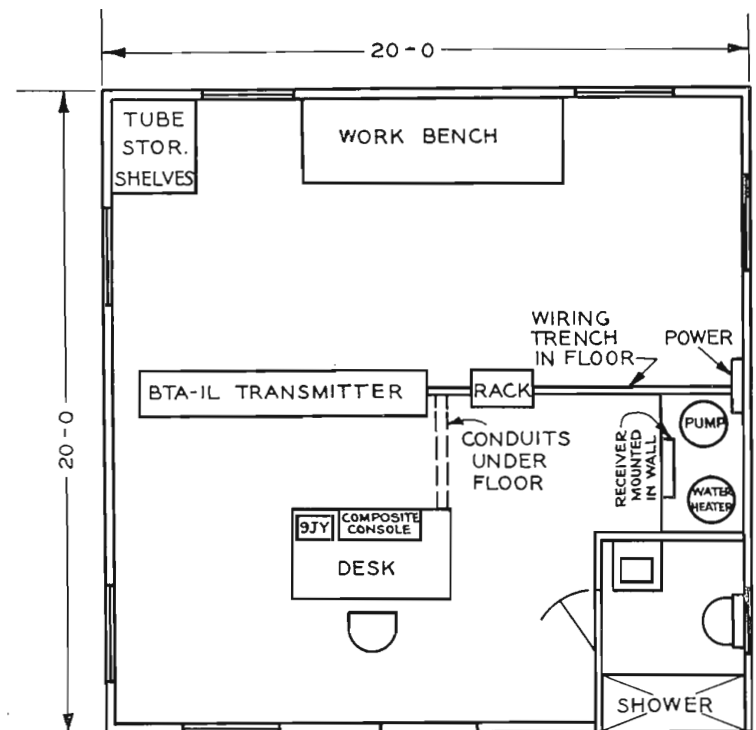 20-0
TUBE
STOR.
SHELVES
WORK BENCH
WIRING
TRENCH
IN FLOOR
POWER
20-0
BTA-1L TRANSMITTER
RACK
CONDUITS
UNDER
FLOOR
RECEIVER
MOUNTED
IN WALL
PUMP
WATER
HEATER
9JY
COMPOSITE
CONSOLE
DESK
SHOWER